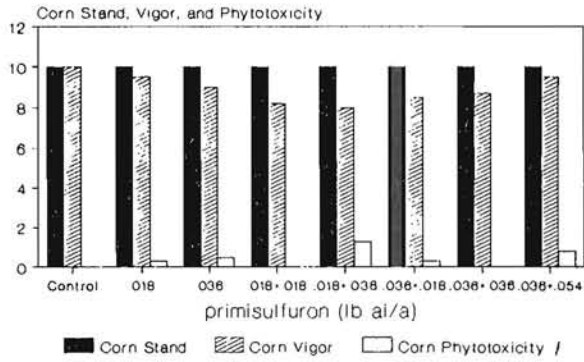 Corn Stand, Vigor, and Phytotoxicity
12
10
8
6
4
2
0
Control 018 036 018+018 .018+036 .036+.018 .036+036 .036+.054
primisulfuron (lb ai/a)
Corn Stand Corn Vigor Corn Phytotoxicity